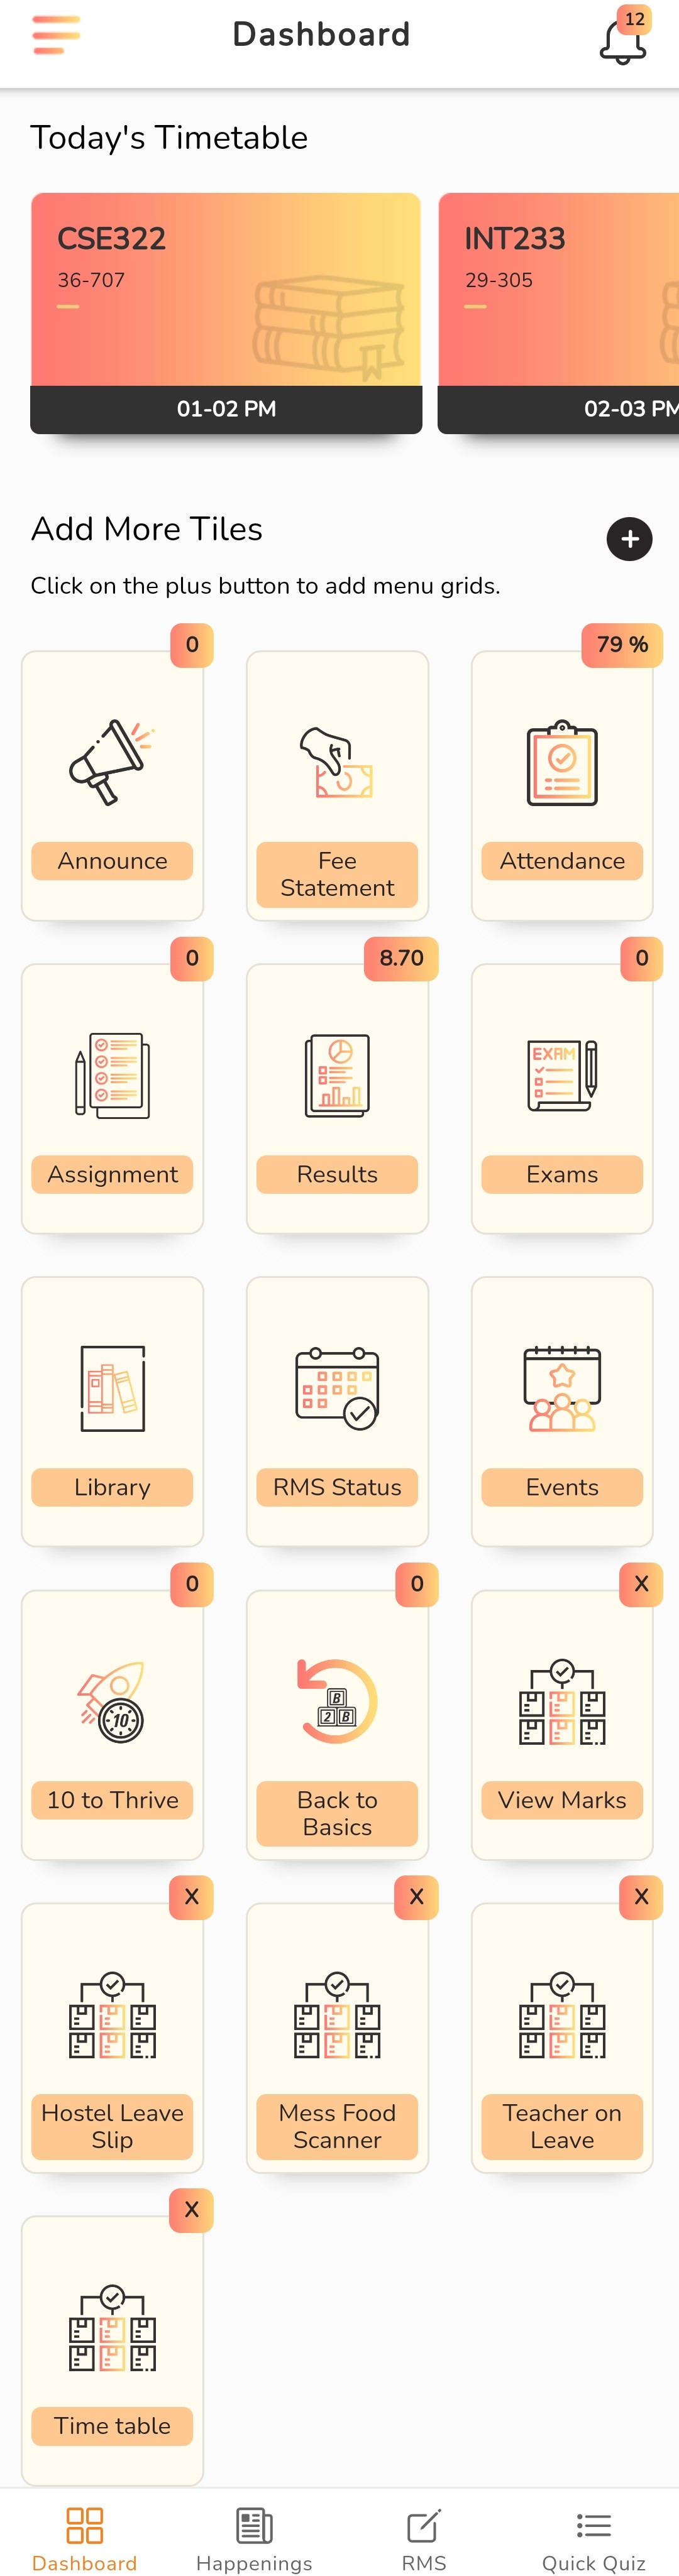 Dashboard
12
Today's Timetable
CSE322
36-707
01-02 PM
INT233
29-305
02-03 PM
Add More Tiles
+
Click on the plus button to add menu grids.
0
Announce
Fee
Statement
79 %
Attendance
0
Assignment
8.70
Results
0
EXAM
Exams
Library
RMS Status
Events
0
10
10 to Thrive
0
B
2 B
Back to
Basics
X
View Marks
X
Hostel Leave
Slip
X
Mess Food
Scanner
X
Teacher on
Leave
X
Time table
Dashboard
Happenings
RMS
Quick Quiz